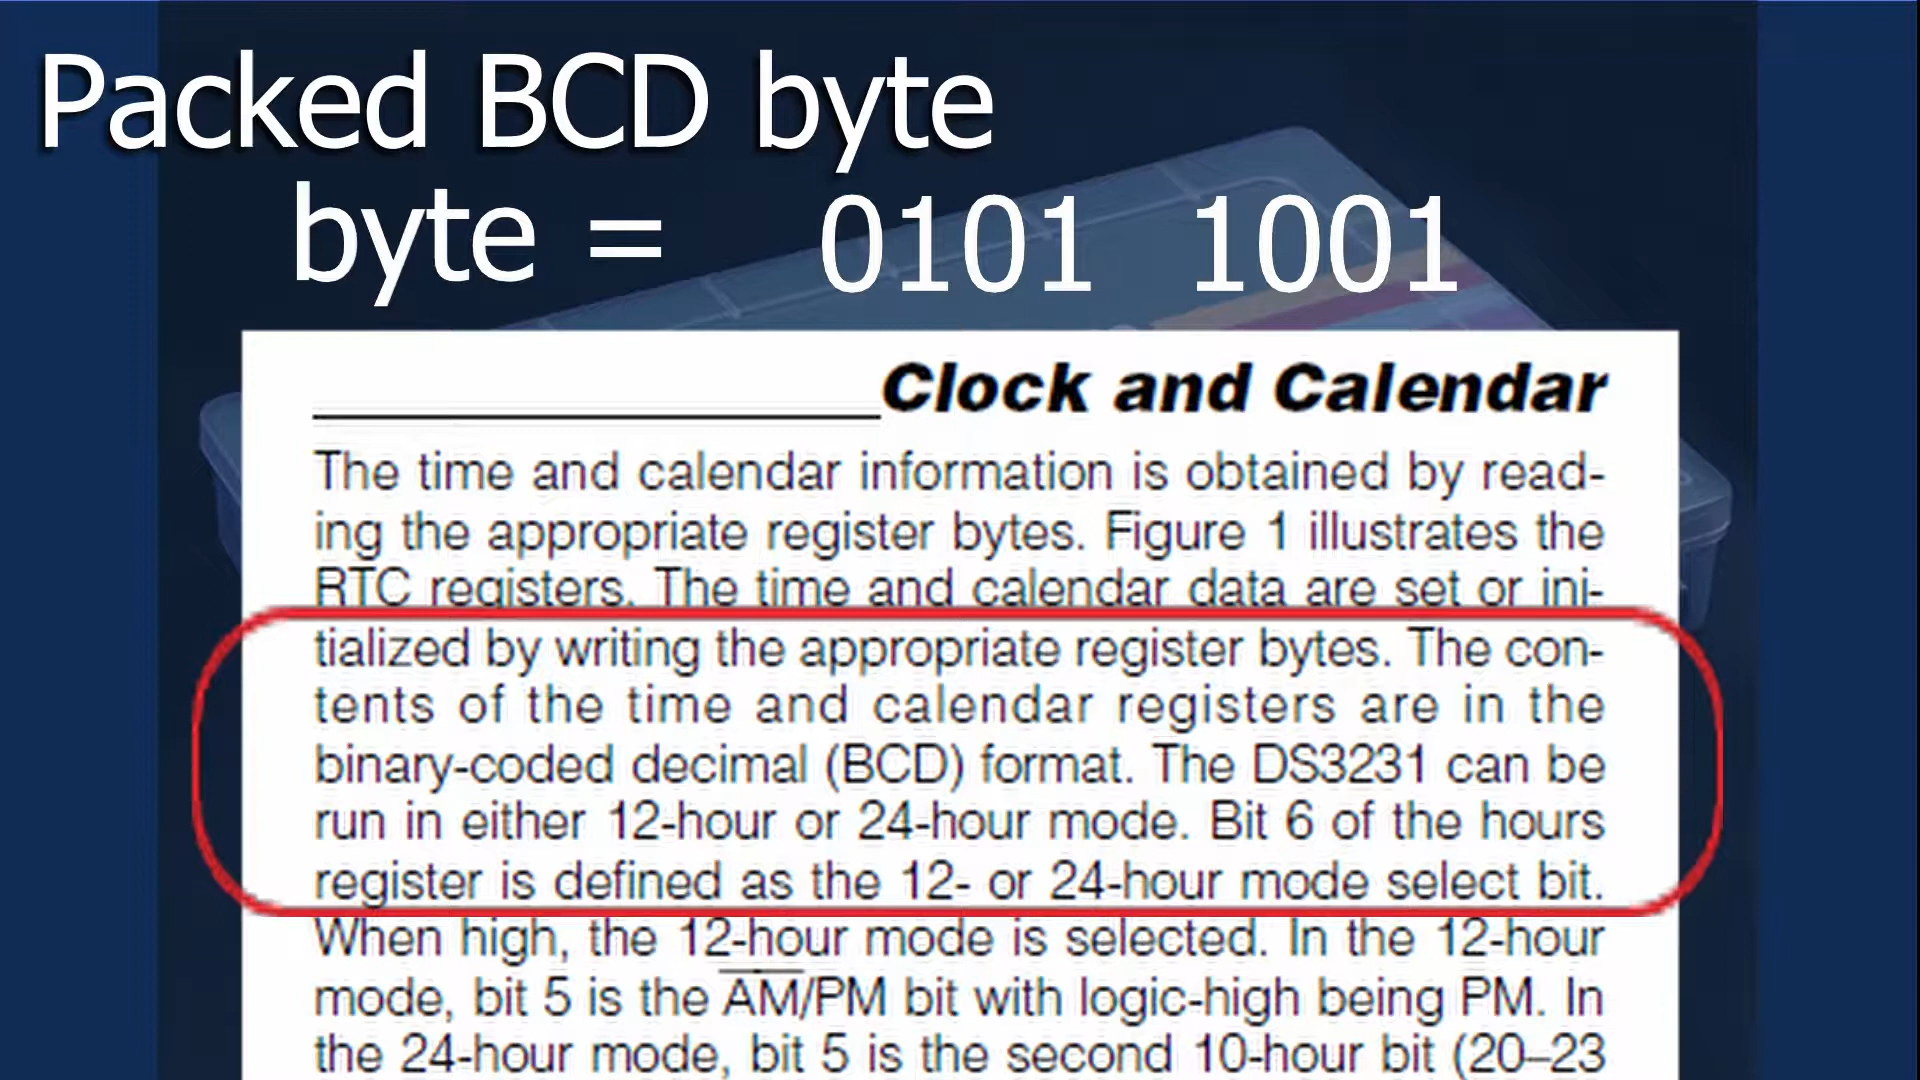 Packed BCD byte
byte = 0101 1001
Clock and Calendar
The time and calendar information is obtained by read-
ing the appropriate register bytes. Figure 1 illustrates the
RTC registers. The time and calendar data are set or ini-
tialized by writing the appropriate register bytes. The con-
tents of the time and calendar registers are in the
binary-coded decimal (BCD) format. The DS3231 can be
run in either 12-hour or 24-hour mode. Bit 6 of the hours
register is defined as the 12- or 24-hour mode select bit.
When high, the 12-hour mode is selected. In the 12-hour
mode, bit 5 is the AM/PM bit with logic-high being PM. In
the 24-hour mode, bit 5 is the second 10-hour bit (20–23